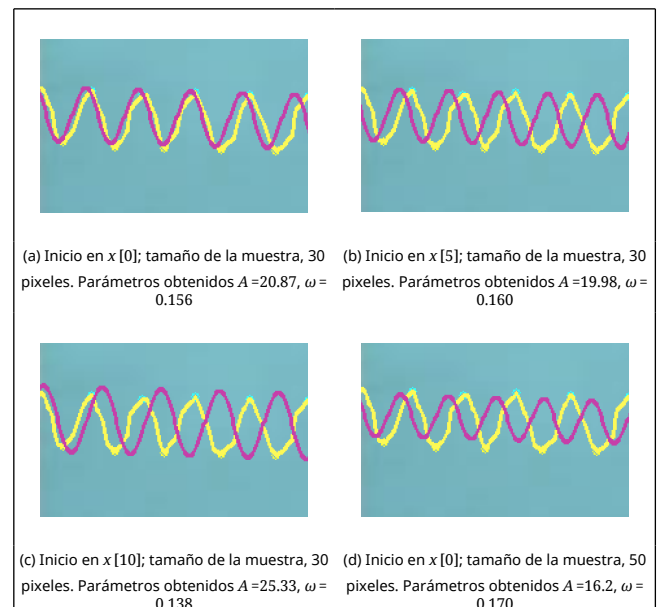 (a) Inicio en x [0]; tamaño de la muestra, 30
pixeles. Parámetros obtenidos A =20.87, ω =
0.156
(b) Inicio en x [5]; tamaño de la muestra, 30
pixeles. Parámetros obtenidos A =19.98, ω =
0.160
(c) Inicio en x [10]; tamaño de la muestra, 30
pixeles. Parámetros obtenidos A =25.33, ω =
0.138
(d) Inicio en x [0]; tamaño de la muestra, 50
pixeles. Parámetros obtenidos A =16.2, ω =
0.170